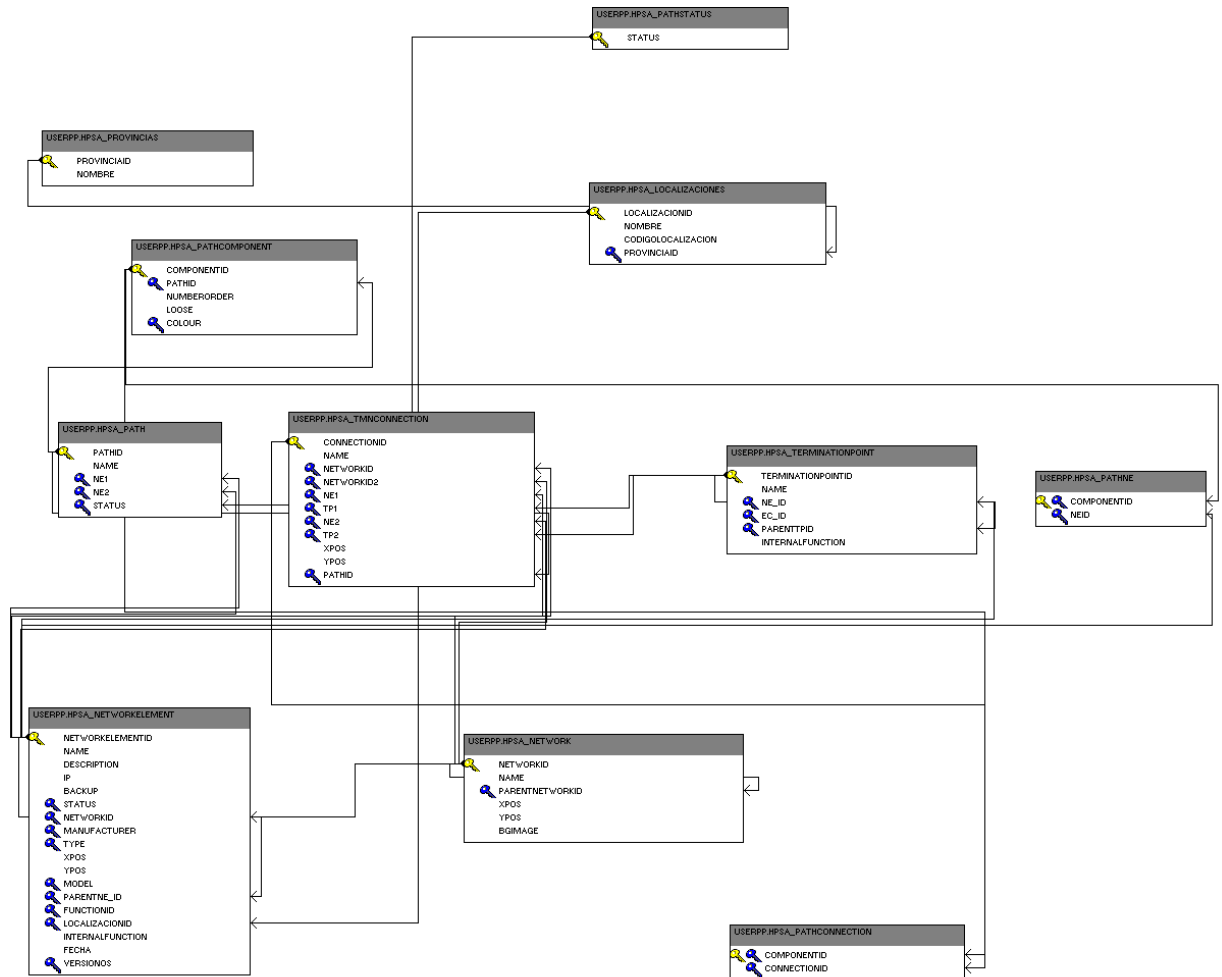 USERPP.HPSA_PATHSTATUS
STATUS
USERPP.HPSA_PROVINCIAS
PROVINCIAID
NOMBRE
USERPP.HPSA_LOCALIZACIONES
LOCALIZACIONID
NOMBRE
CODIGOLOCALIZACION
PROVINCIAID
USERPP.HPSA_PATHCOMPONENT
COMPONENTID
PATHID
NUMBERORDER
LOOSE
COLOUR
USERPP.HPSA_PATH
PATHID
NAME
NE1
NE2
STATUS
USERPP.HPSA_TMNCONNECTION
CONNECTIONID
NAME
NETWORKID
NETWORKID2
NE1
TP1
NE2
TP2
XPOS
YPOS
PATHID
USERPP.HPSA_TERMINATIONPOINT
TERMINATIONPOINTID
NAME
NE_ID
EC_ID
PARENTTPID
INTERNALFUNCTION
USERPP.HPSA_PATHNE
COMPONENTID
NEID
USERPP.HPSA_NETWORKELEMENT
NETWORKELEMENTID
NAME
DESCRIPTION
IP
BACKUP
STATUS
NETWORKID
MANUFACTURER
TYPE
XPOS
YPOS
MODEL
PARENTNE_ID
FUNCTIONID
LOCALIZACIONID
INTERNALFUNCTION
FECHA
VERSIONOS
USERPP.HPSA_NETWORK
NETWORKID
NAME
PARENTNETWORKID
XPOS
YPOS
BGIMAGE
USERPP.HPSA_PATHCONNECTION
COMPONENTID
CONNECTIONID